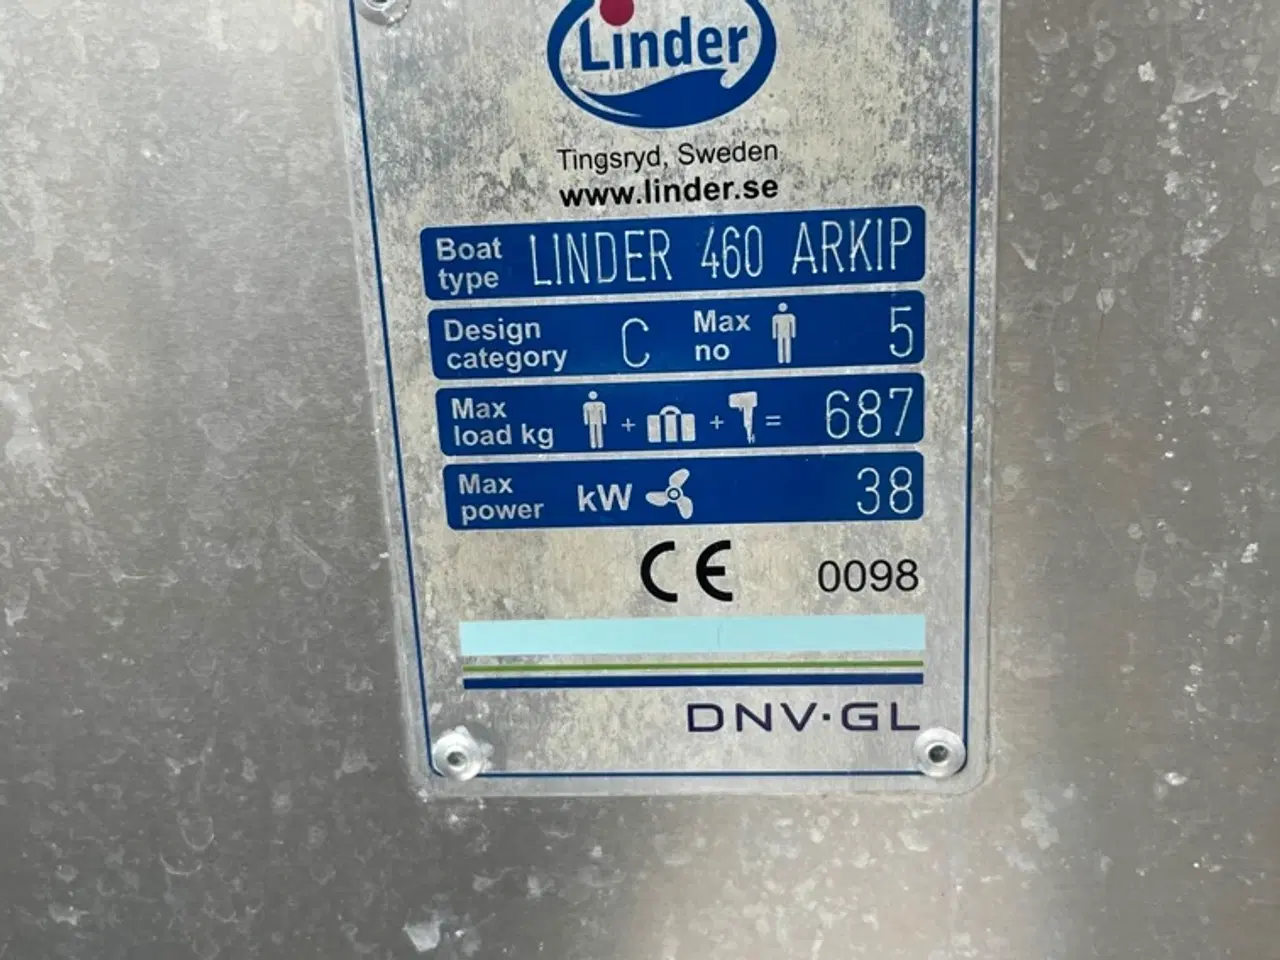 Linder
Tingsryd, Sweden
www.linder.se
Boat type LINDER 460 ARKIP
Design category C Max no 5
Max load kg + + = 687
Max power kW 38
CE 0098
DNV·GL